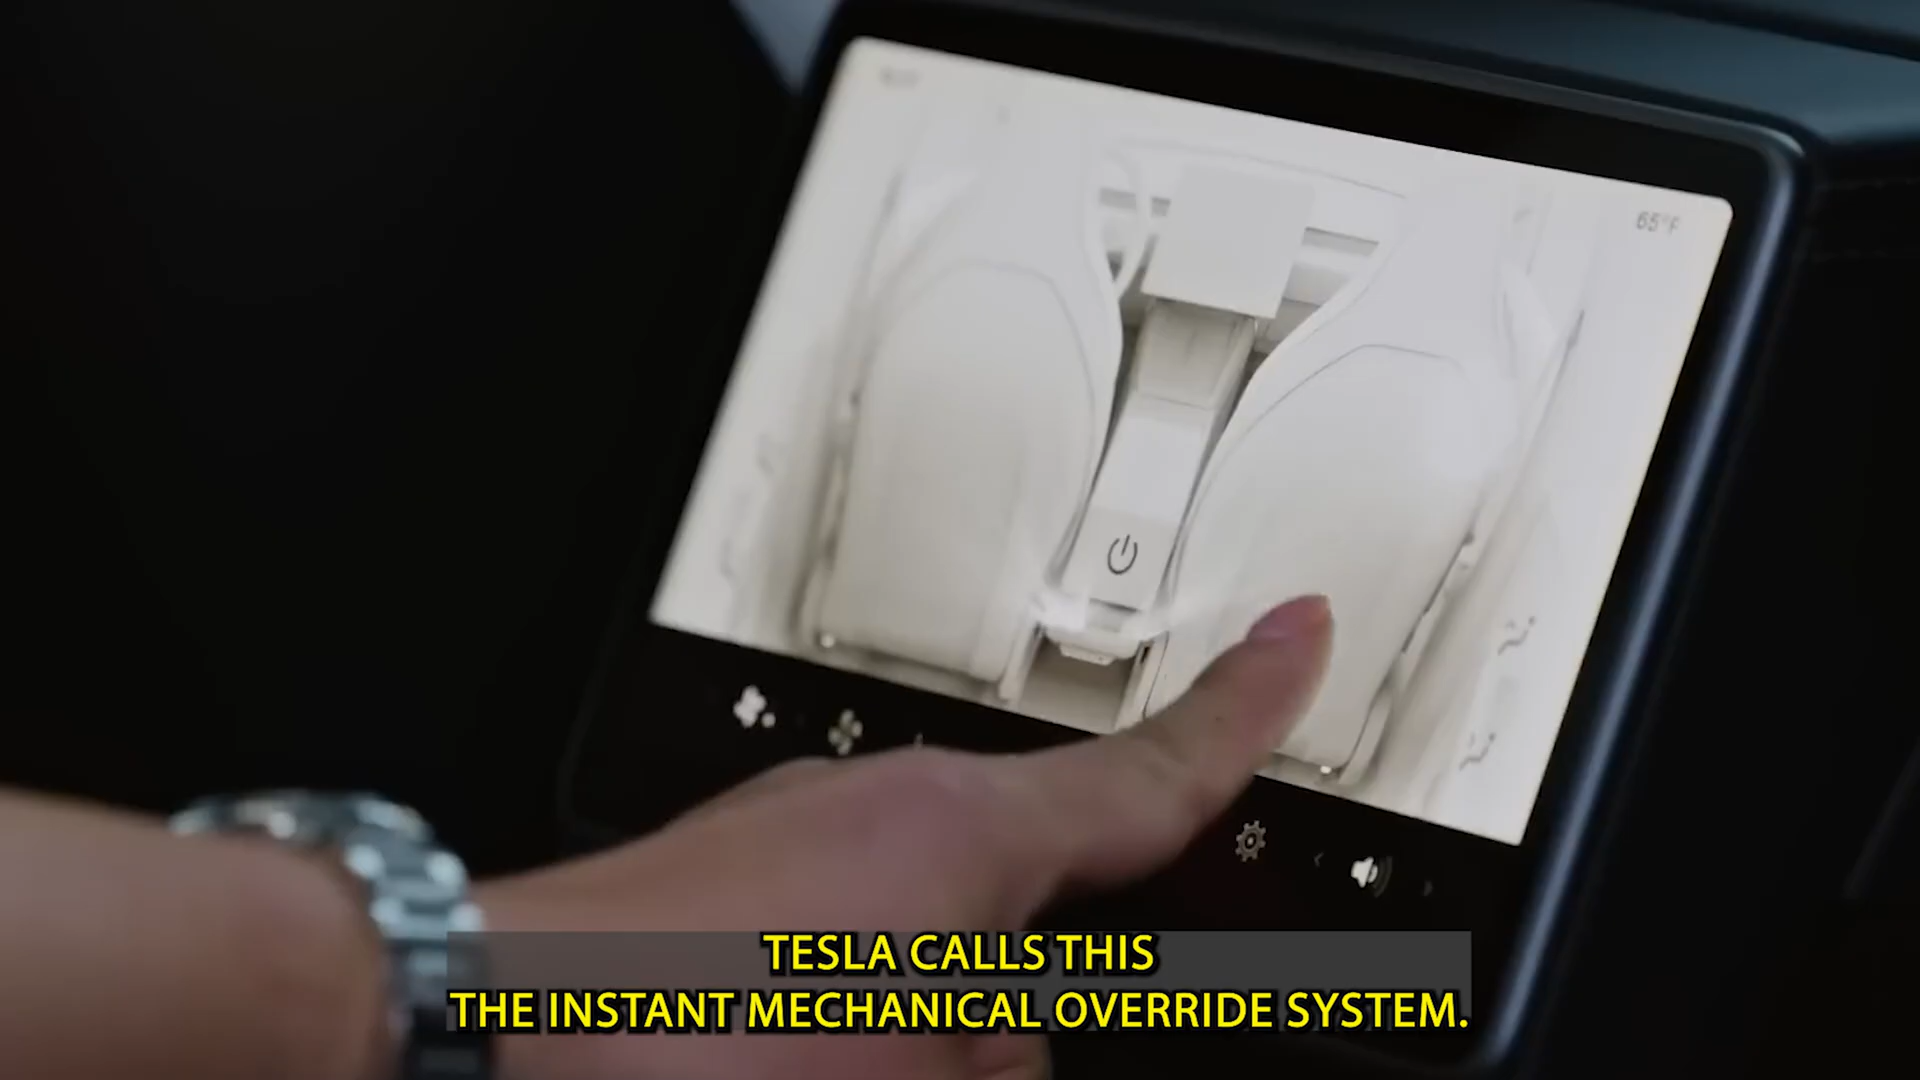 65°F
TESLA CALLS THIS
THE INSTANT MECHANICAL OVERRIDE SYSTEM.